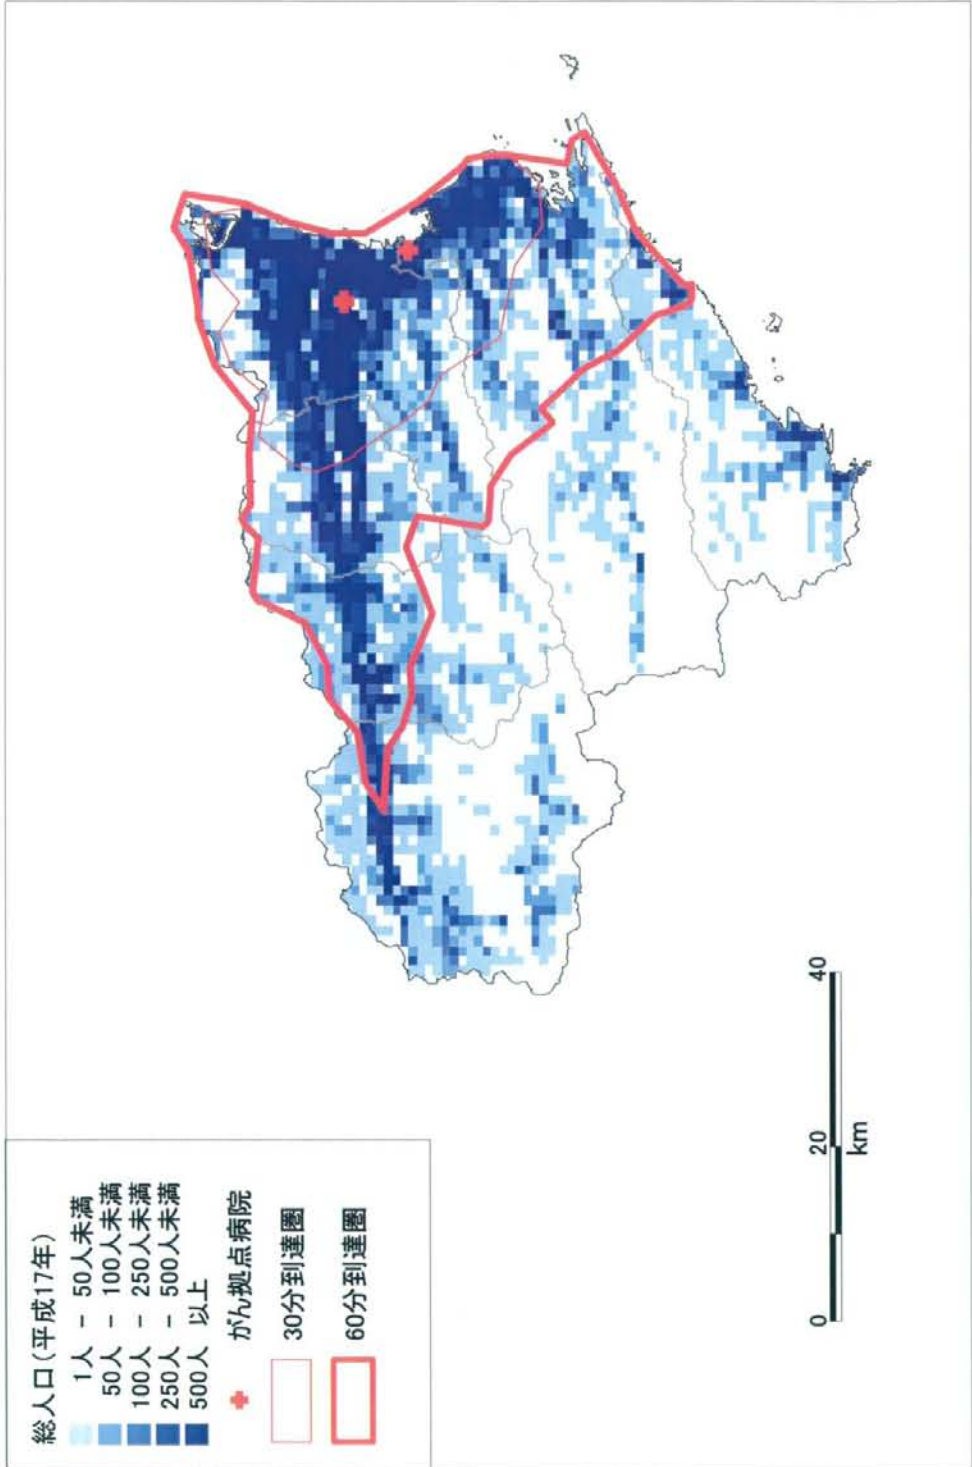 総人口(平成17年)
1人 - 50人未満
50人 - 100人未満
100人 - 250人未満
250人 - 500人未満
500人 以上
がん拠点病院
30分到達圏
60分到達圏
0 20 40
km